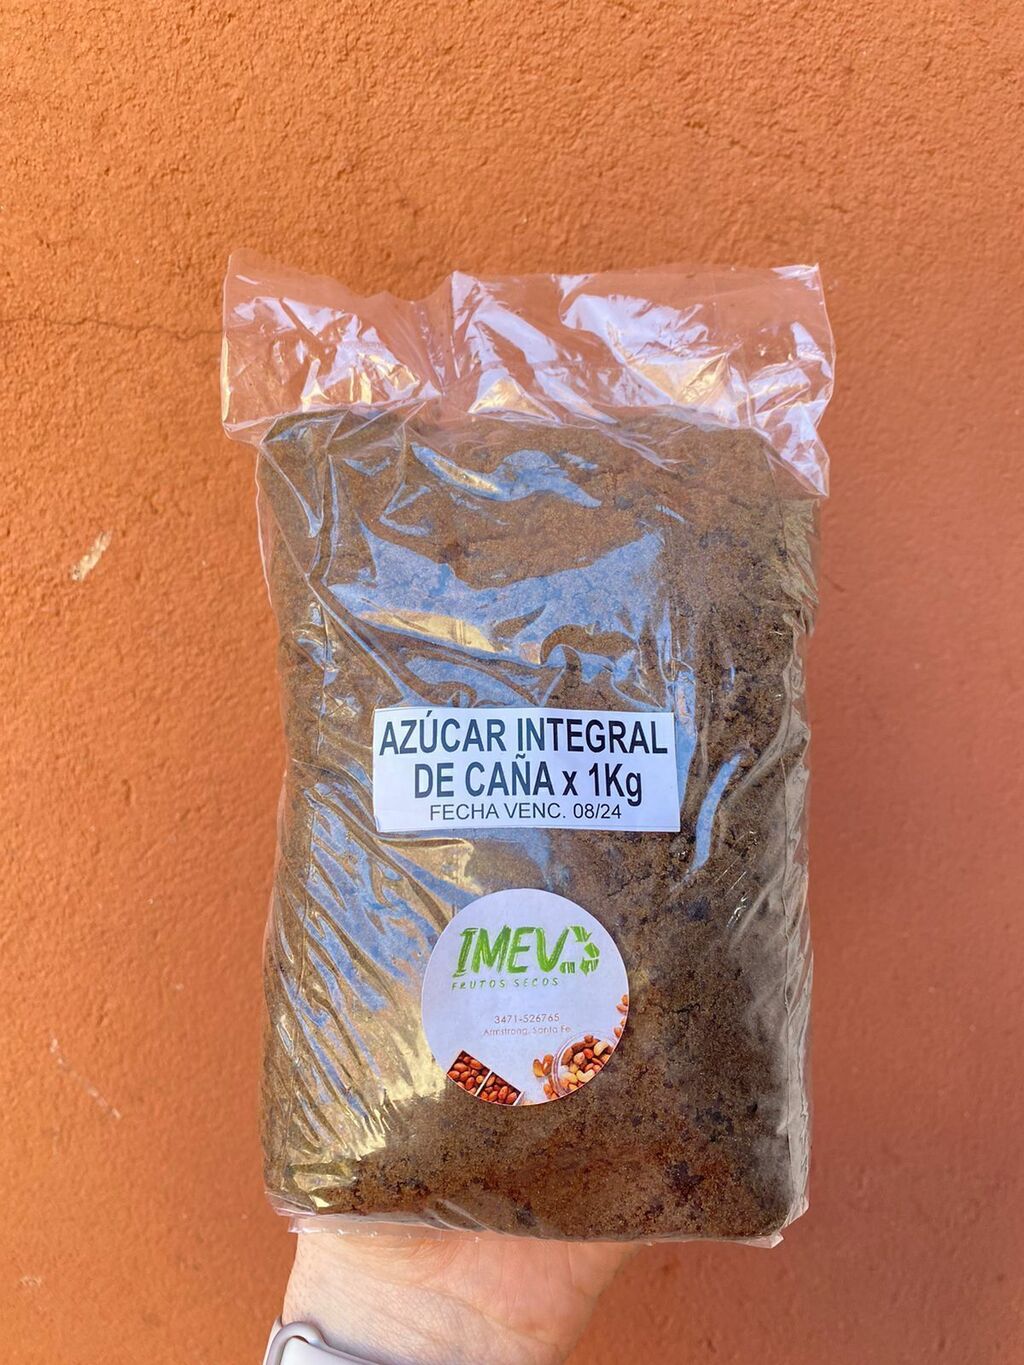 AZÚCAR INTEGRAL
DE CAÑA x 1Kg
FECHA VENC. 08/24
IMEV
FRUTOS SECOS
3471-526765
Armstrong, Santa Fe